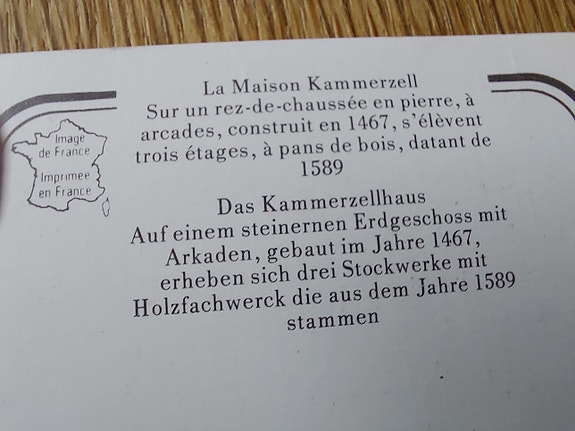 La Maison Kammerzell
Sur un rez-de-chaussée en pierre, à
arcades, construit en 1467, s'élèvent
trois étages, à pans de bois, datant de
1589
Image
de France
Imprimée
en France
Das Kammerzellhaus
Auf einem steinernen Erdgeschoss mit
Arkaden, gebaut im Jahre 1467,
erheben sich drei Stockwerke mit
Holzfachwerck die aus dem Jahre 1589
stammen